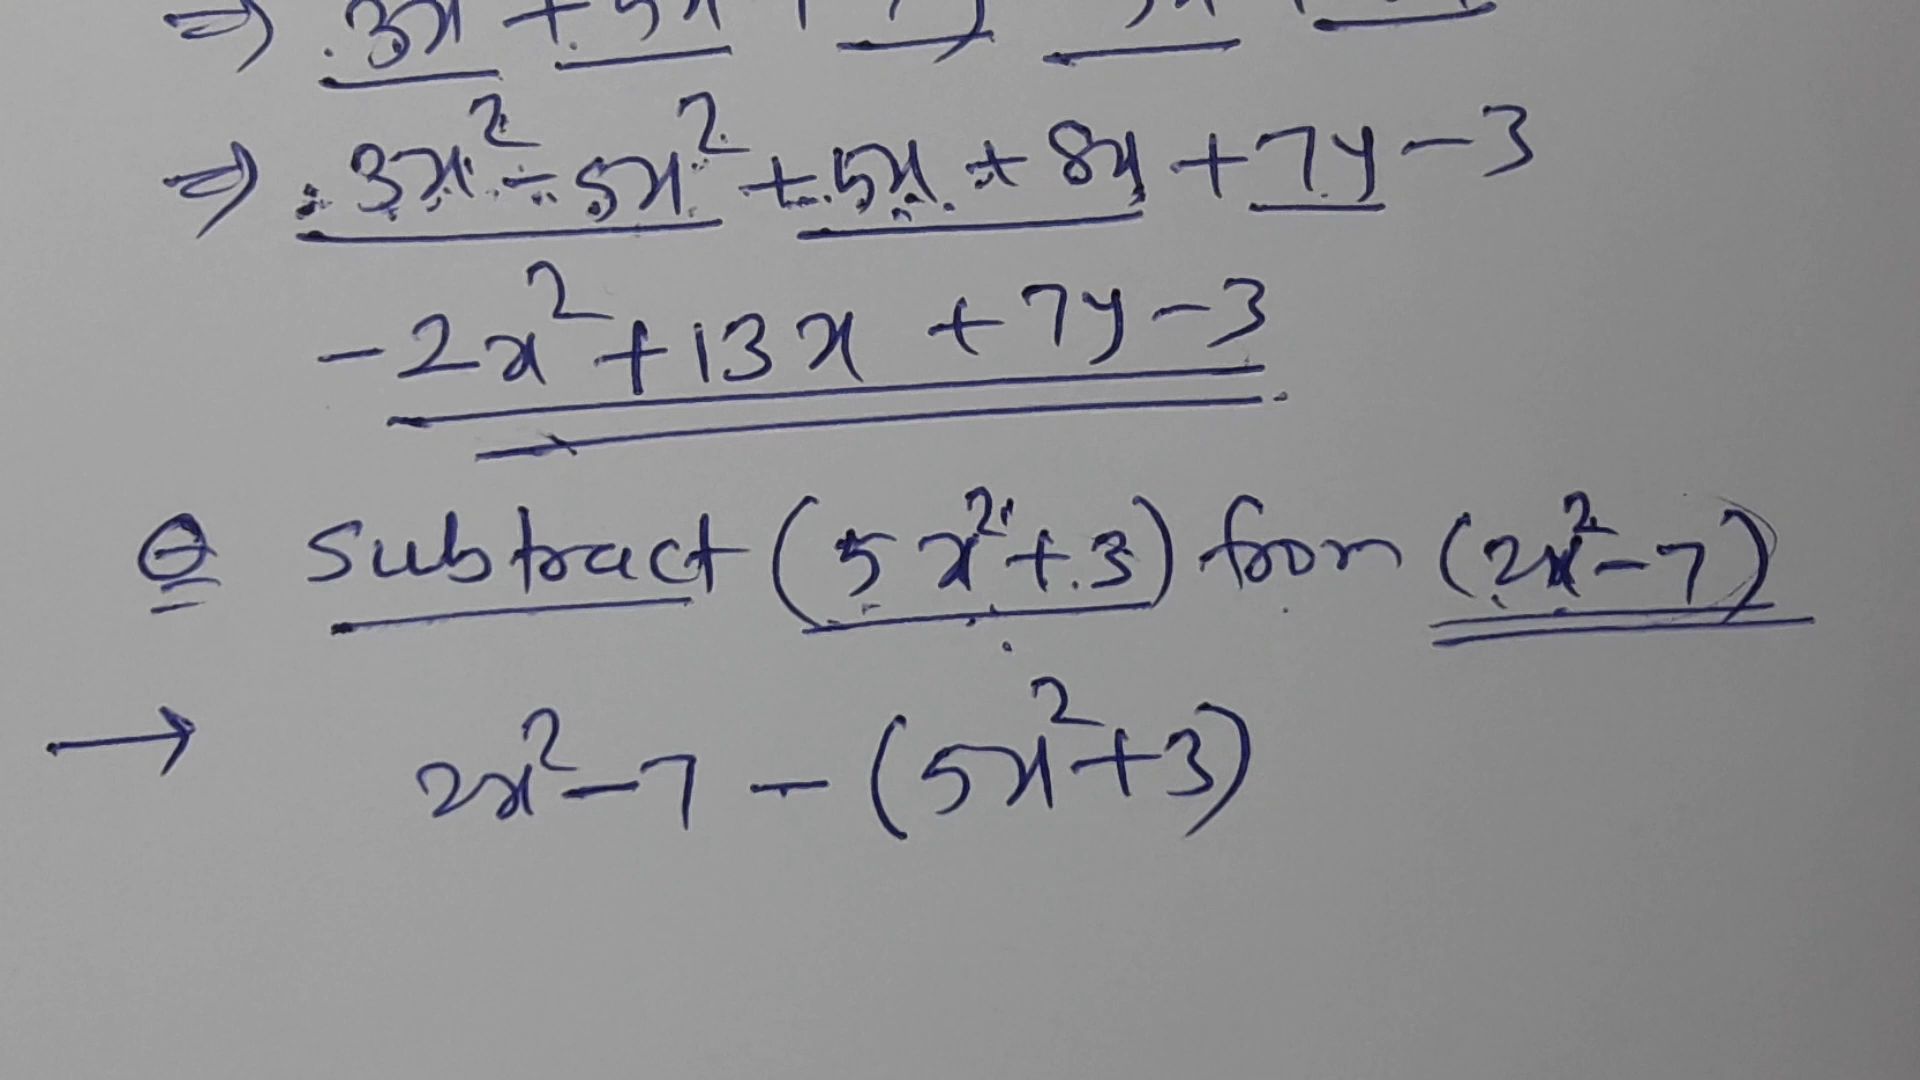 ⇒ 3x² - 5x² + 5x + 8x + 7y - 3
-2x² + 13x + 7y - 3
Q Subtract (5x² + 3) from (2x² - 7)
→ 2x² - 7 - (5x² + 3)